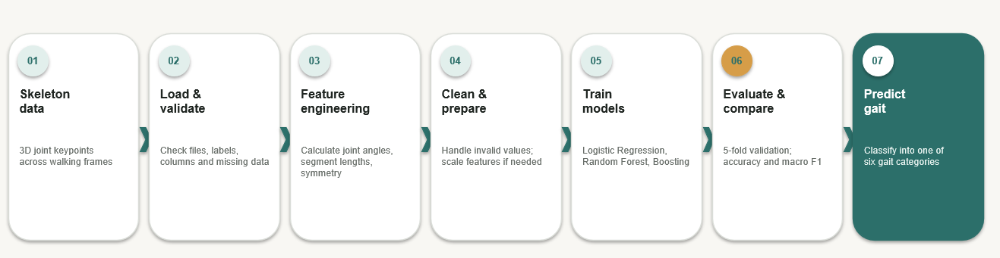 01
Skeleton
data
3D joint keypoints
across walking frames
02
Load &
validate
Check files, labels,
columns and missing data
03
Feature
engineering
Calculate joint angles,
segment lengths,
symmetry
04
Clean &
prepare
Handle invalid values;
scale features if needed
05
Train
models
Logistic Regression,
Random Forest, Boosting
06
Evaluate &
compare
5-fold validation;
accuracy and macro F1
07
Predict
gait
Classify into one of
six gait categories